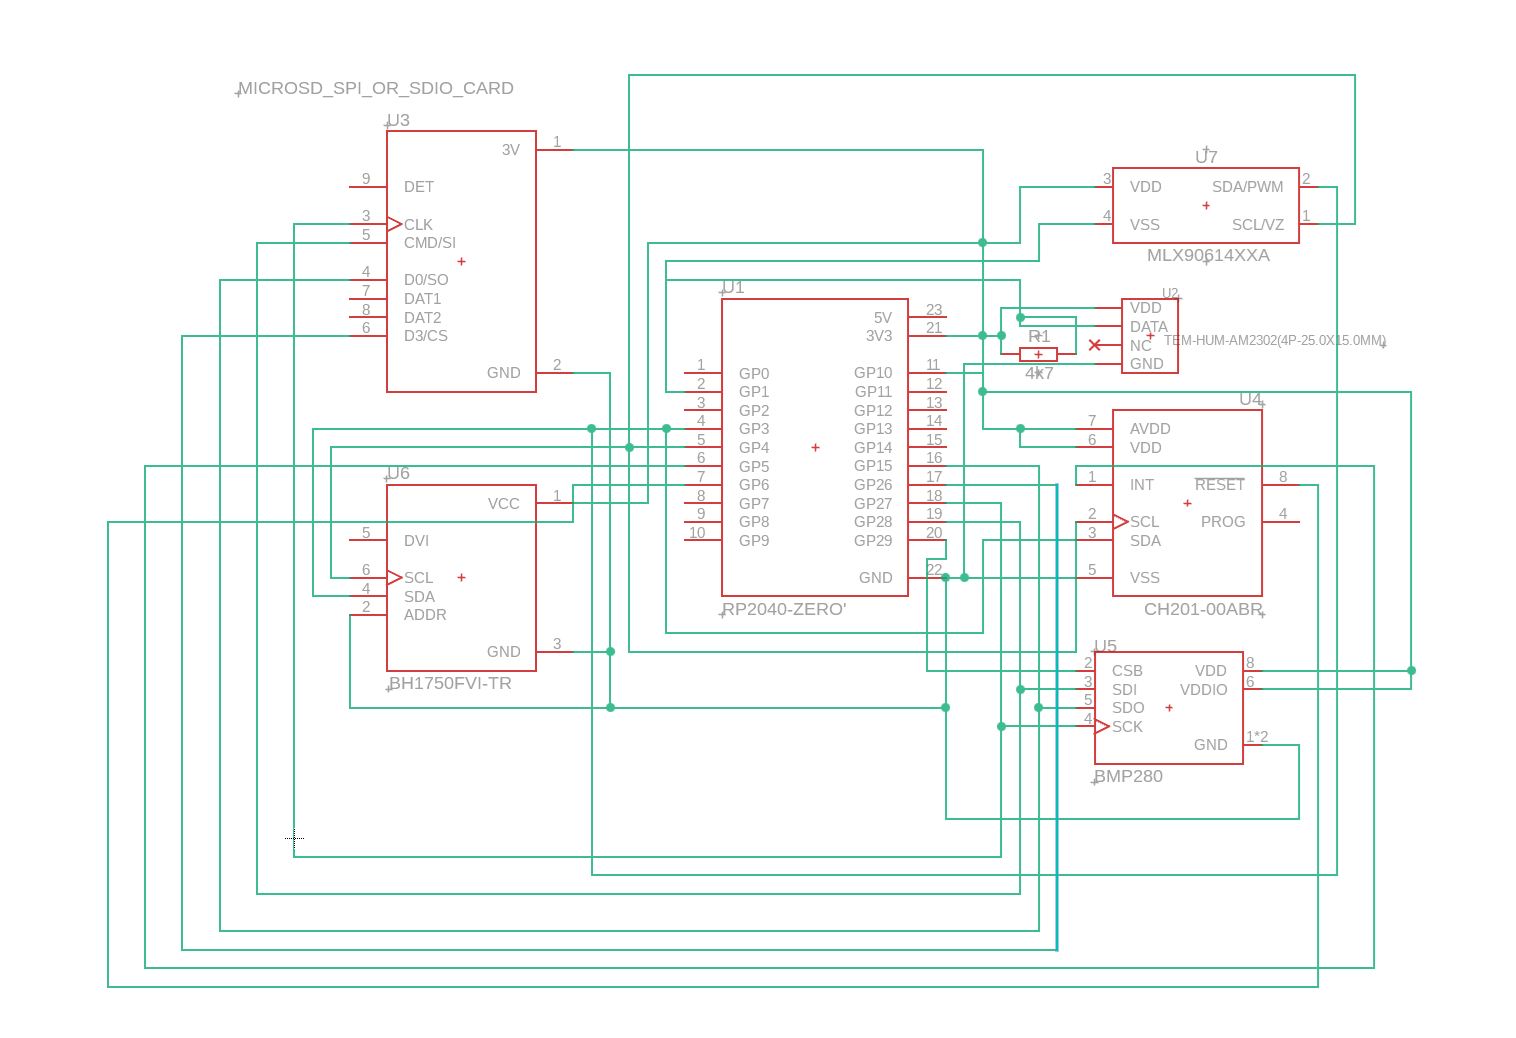 MICROSD_SPI_OR_SDIO_CARD
U3
3V 1
9 DET
3 CLK
5 CMD/SI
4 D0/SO
7 DAT1
8 DAT2
6 D3/CS
GND 2
U7
3 VDD SDA/PWM 2
4 VSS SCL/VZ 1
MLX90614XXA
U1
5V 23
3V3 21
1 GP0 GP10 11
2 GP1 GP11 12
3 GP2 GP12 13
4 GP3 GP13 14
5 GP4 GP14 15
6 GP5 GP15 16
7 GP6 GP26 17
8 GP7 GP27 18
9 GP8 GP28 19
10 GP9 GP29 20
GND 22
RP2040-ZERO'
U2
VDD
DATA
NC
GND
TEM-HUM-AM2302(4P-25.0X15.0MM)
R1
4k7
U4
7 AVDD
6 VDD
1 INT RESET 8
2 SCL PROG 4
3 SDA
5 VSS
CH201-00ABR
U6
VCC 1
5 DVI
6 SCL
4 SDA
2 ADDR
GND 3
BH1750FVI-TR
U5
2 CSB VDD 8
3 SDI VDDIO 6
5 SDO
4 SCK
GND 1*2
BMP280